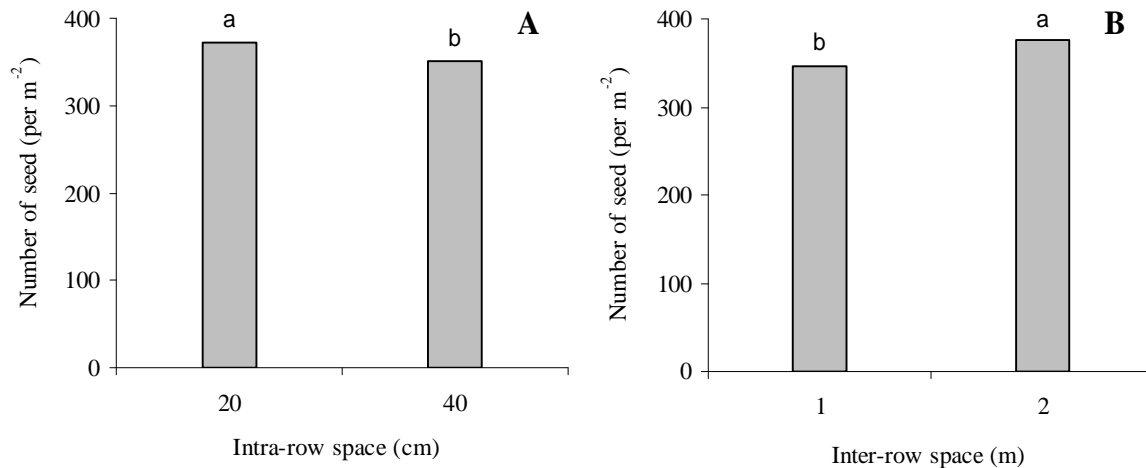 A
Number of seed (per m-2)
400
300
200
100
0
a
b
20
40
Intra-row space (cm)
B
Number of seed (per m-2)
400
300
200
100
0
b
a
1
2
Inter-row space (m)